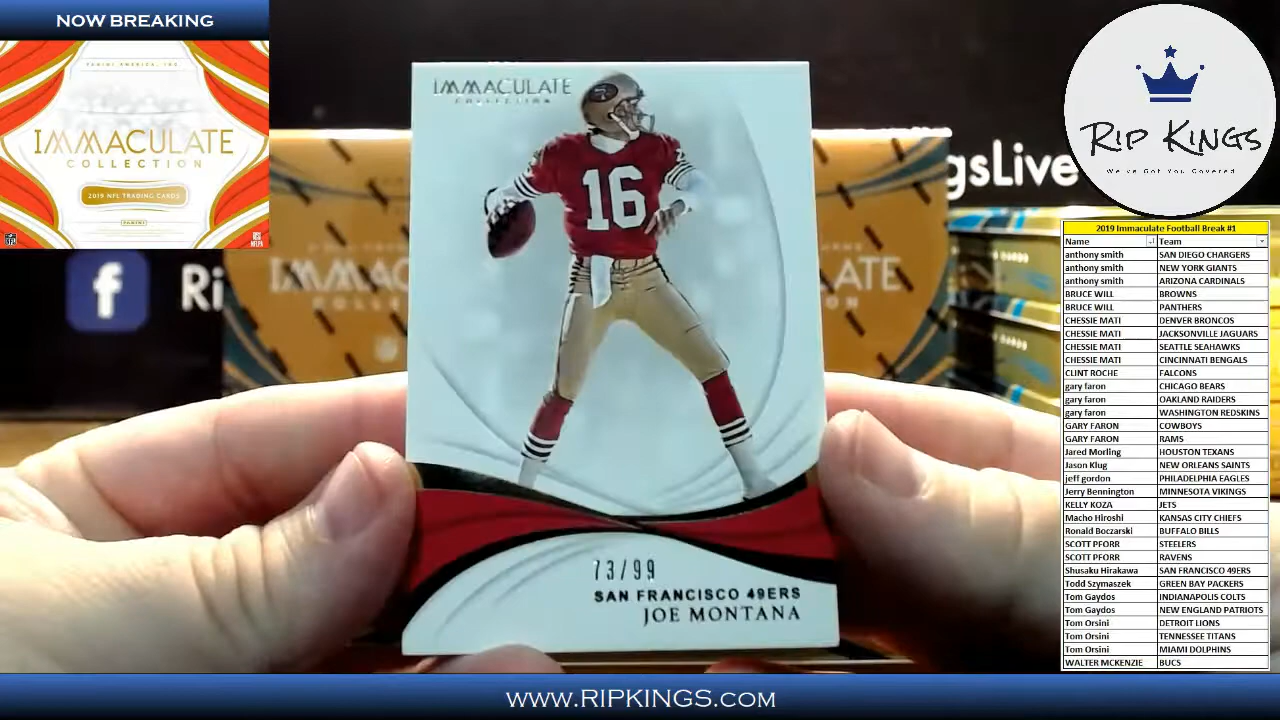 NOW BREAKING
PANINI AMERICA, INC.
IMMACULATE
COLLECTION
2019 NFL TRADING CARDS
PANINI
IMMACULATE
COLLECTION
16
73/99
SAN FRANCISCO 49ERS
JOE MONTANA
f Ri
gsLive
Rip Kings
We've Got You Covered
2019 Immaculate Football Break #1
Name Team
anthony smith SAN DIEGO CHARGERS
anthony smith NEW YORK GIANTS
anthony smith ARIZONA CARDINALS
BRUCE WILL BROWNS
BRUCE WILL PANTHERS
CHESSIE MATI DENVER BRONCOS
CHESSIE MATI JACKSONVILLE JAGUARS
CHESSIE MATI SEATTLE SEAHAWKS
CHESSIE MATI CINCINNATI BENGALS
CLINT ROCHE FALCONS
gary faron CHICAGO BEARS
gary faron OAKLAND RAIDERS
gary faron WASHINGTON REDSKINS
GARY FARON COWBOYS
GARY FARON RAMS
Jared Morling HOUSTON TEXANS
Jason Klug NEW ORLEANS SAINTS
jeff gordon PHILADELPHIA EAGLES
Jerry Bennington MINNESOTA VIKINGS
KELLY KOZA JETS
Macho Hiroshi KANSAS CITY CHIEFS
Ronald Boczarski BUFFALO BILLS
SCOTT PFORR STEELERS
SCOTT PFORR RAVENS
Shusaku Hirakawa SAN FRANCISCO 49ERS
Todd Szymaszek GREEN BAY PACKERS
Tom Gaydos INDIANAPOLIS COLTS
Tom Gaydos NEW ENGLAND PATRIOTS
Tom Orsini DETROIT LIONS
Tom Orsini TENNESSEE TITANS
Tom Orsini MIAMI DOLPHINS
WALTER MCKENZIE BUCS
WWW.RIPKINGS.COM